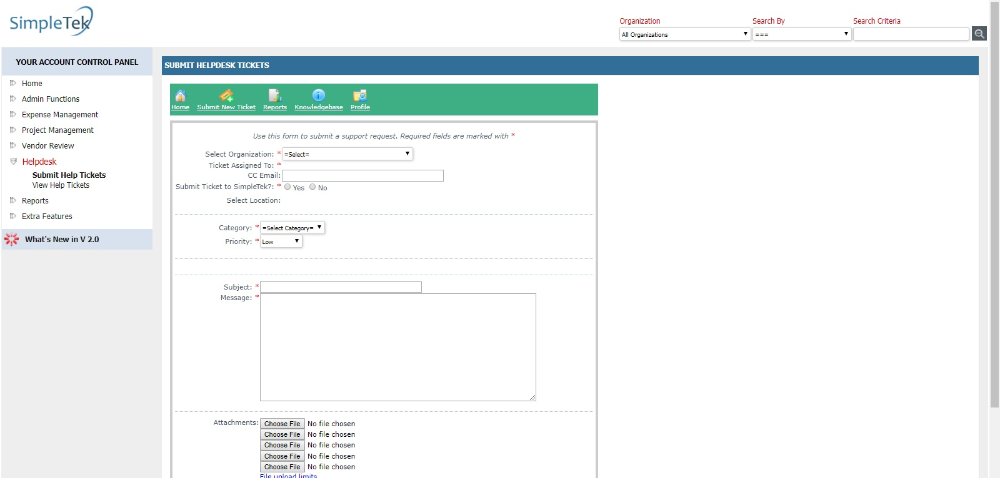 SimpleTek
Organization Search By Search Criteria
All Organizations ===
YOUR ACCOUNT CONTROL PANEL
Home
Admin Functions
Expense Management
Project Management
Vendor Review
Helpdesk
Submit Help Tickets
View Help Tickets
Reports
Extra Features
What's New in V 2.0
SUBMIT HELPDESK TICKETS
Home Submit New Ticket Reports Knowledgebase Profile
Use this form to submit a support request. Required fields are marked with *
Select Organization: * =Select=
Ticket Assigned To: *
CC Email:
Submit Ticket to SimpleTek?: * Yes No
Select Location:
Category: * =Select Category=
Priority: * Low
Subject: *
Message: *
Attachments: Choose File No file chosen
Choose File No file chosen
Choose File No file chosen
Choose File No file chosen
Choose File No file chosen
File upload limits